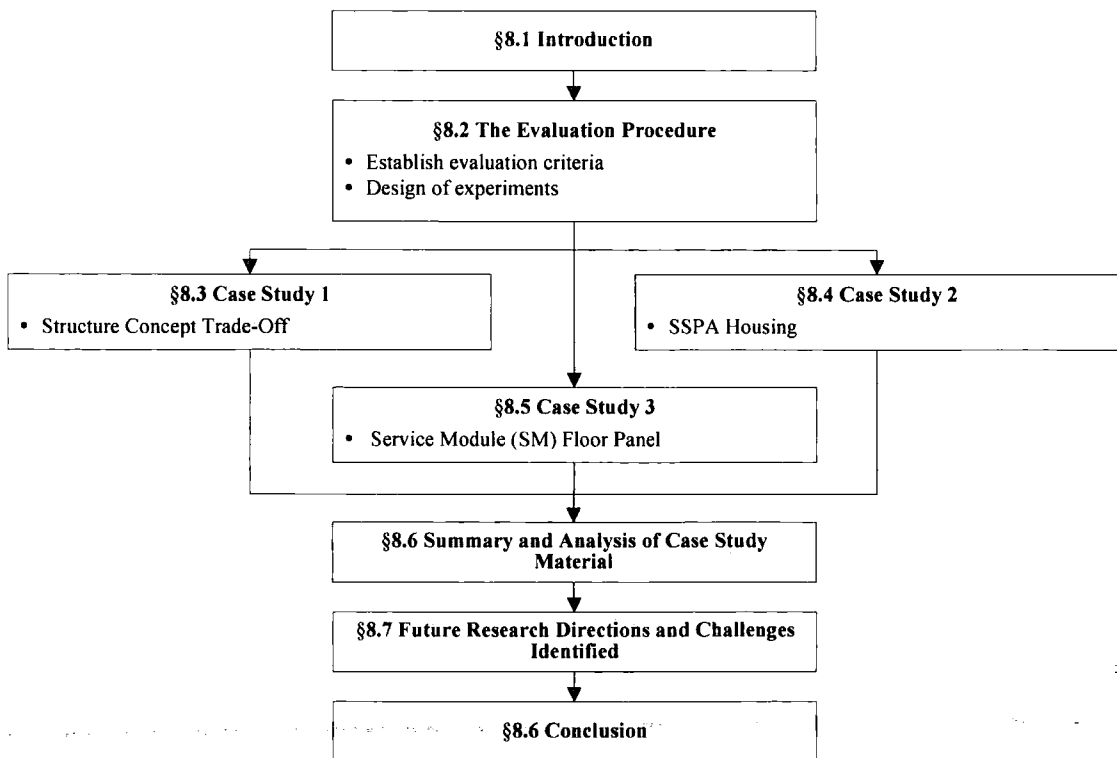 §8.1 Introduction
§8.2 The Evaluation Procedure
• Establish evaluation criteria
• Design of experiments
§8.3 Case Study 1
• Structure Concept Trade-Off
§8.4 Case Study 2
• SSPA Housing
§8.5 Case Study 3
• Service Module (SM) Floor Panel
§8.6 Summary and Analysis of Case Study
Material
§8.7 Future Research Directions and Challenges
Identified
§8.6 Conclusion